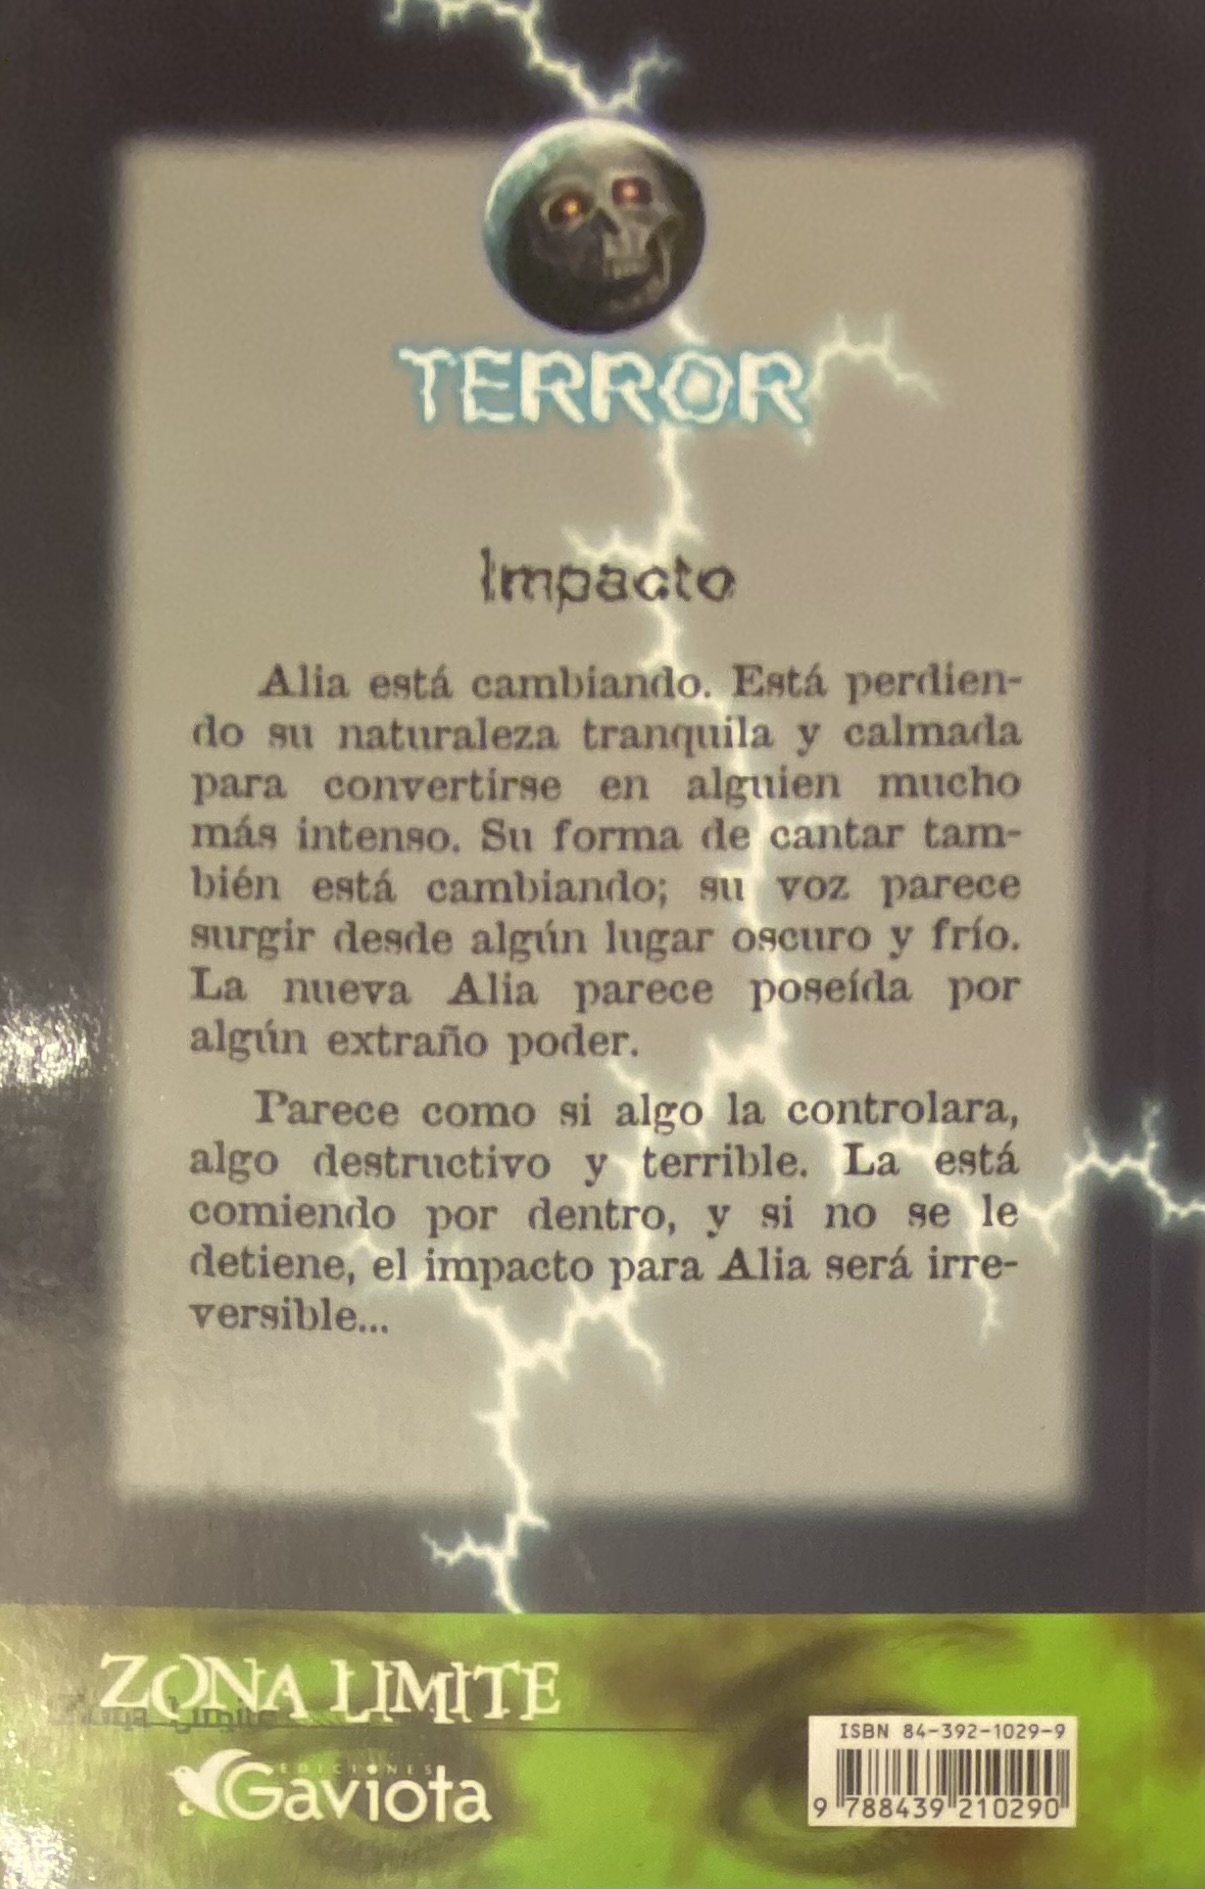 TERROR
Impacto
Alia está cambiando. Está perdien-
do su naturaleza tranquila y calmada
para convertirse en alguien mucho
más intenso. Su forma de cantar tam-
bién está cambiando; su voz parece
surgir desde algún lugar oscuro y frío.
La nueva Alia parece poseída por
algún extraño poder.
Parece como si algo la controlara,
algo destructivo y terrible. La está
comiendo por dentro, y si no se le
detiene, el impacto para Alia será irre-
versible...
ZONA LIMITE
Zona Limite
EDICIONES
Gaviota
ISBN 84-392-1029-9
9 788439 210290